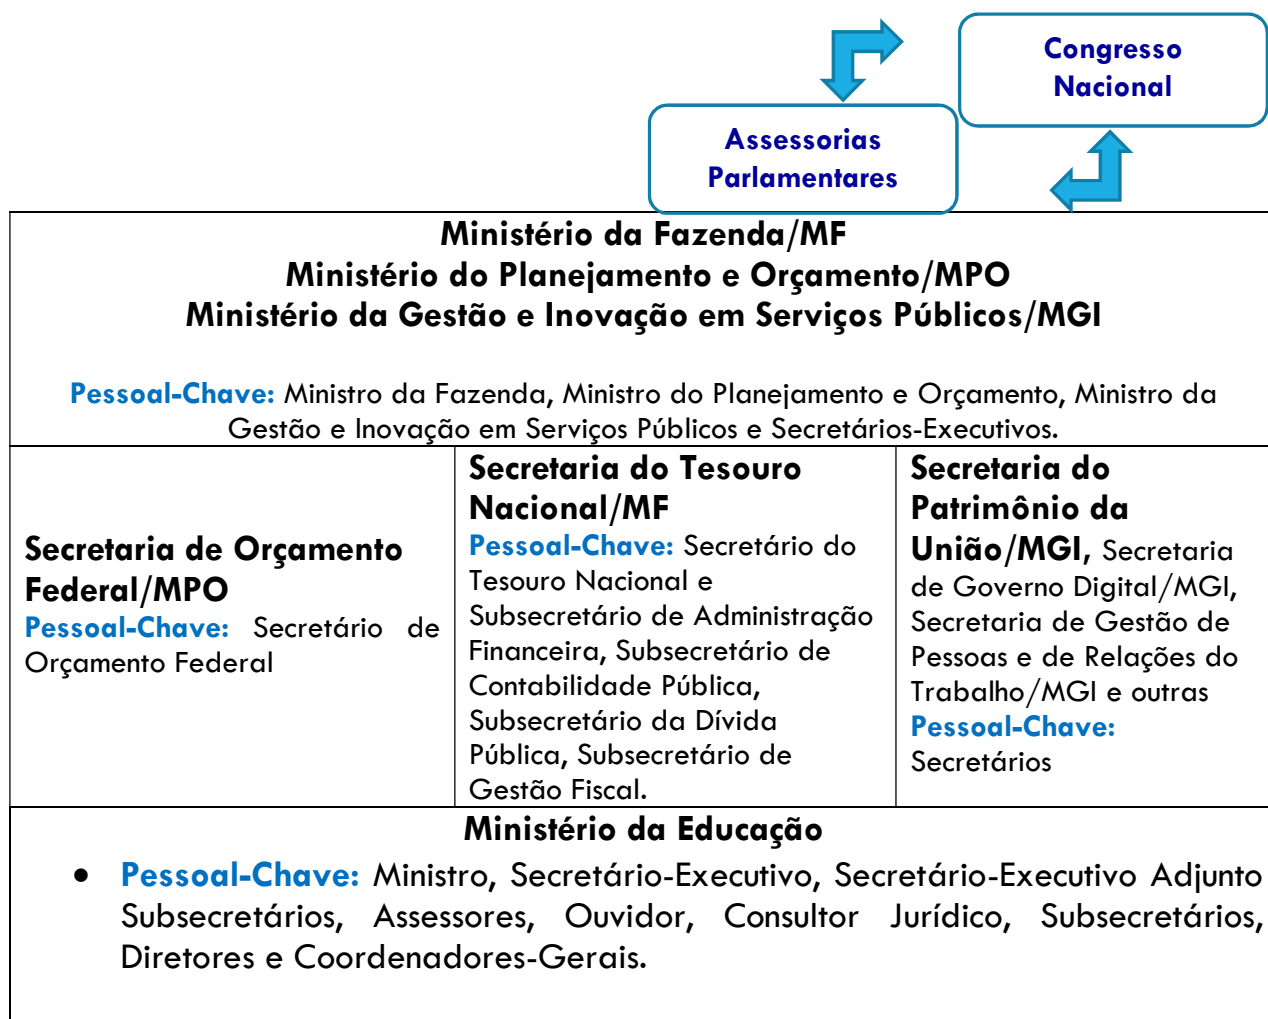 Congresso
Nacional
Assessorias
Parlamentares
Ministério da Fazenda/MF
Ministério do Planejamento e Orçamento/MPO
Ministério da Gestão e Inovação em Serviços Públicos/MGI
Pessoal-Chave: Ministro da Fazenda, Ministro do Planejamento e Orçamento, Ministro da
Gestão e Inovação em Serviços Públicos e Secretários-Executivos.
Secretaria de Orçamento
Federal/MPO
Pessoal-Chave: Secretário de
Orçamento Federal
Secretaria do Tesouro
Nacional/MF
Pessoal-Chave: Secretário do
Tesouro Nacional e
Subsecretário de Administração
Financeira, Subsecretário de
Contabilidade Pública,
Subsecretário da Dívida
Pública, Subsecretário de
Gestão Fiscal.
Secretaria do
Patrimônio da
União/MGI, Secretaria
de Governo Digital/MGI,
Secretaria de Gestão de
Pessoas e de Relações do
Trabalho/MGI e outras
Pessoal-Chave:
Secretários
Ministério da Educação
• Pessoal-Chave: Ministro, Secretário-Executivo, Secretário-Executivo Adjunto
Subsecretários, Assessores, Ouvidor, Consultor Jurídico, Subsecretários,
Diretores e Coordenadores-Gerais.